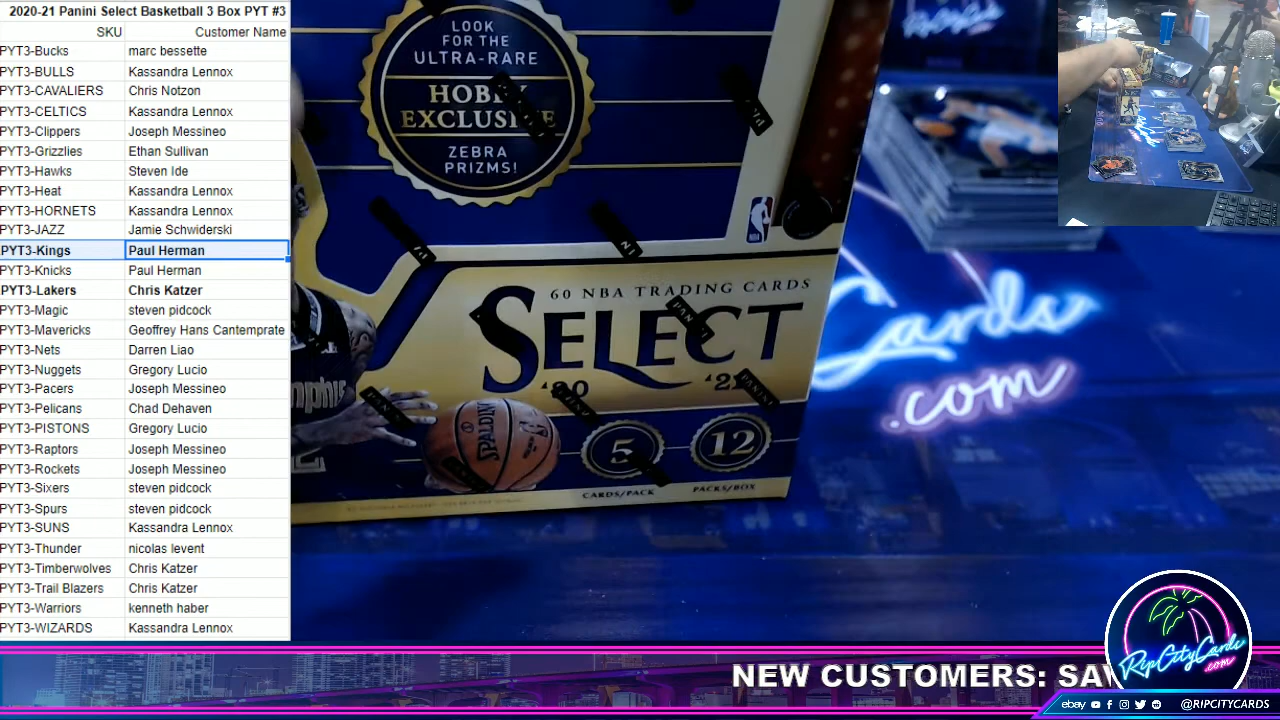 2020-21 Panini Select Basketball 3 Box PYT #3
SKU Customer Name
PYT3-Bucks marc bessette
PYT3-BULLS Kassandra Lennox
PYT3-CAVALIERS Chris Notzon
PYT3-CELTICS Kassandra Lennox
PYT3-Clippers Joseph Messineo
PYT3-Grizzlies Ethan Sullivan
PYT3-Hawks Steven Ide
PYT3-Heat Kassandra Lennox
PYT3-HORNETS Kassandra Lennox
PYT3-JAZZ Jamie Schwiderski
PYT3-Kings Paul Herman
PYT3-Knicks Paul Herman
PYT3-Lakers Chris Katzer
PYT3-Magic steven pidcock
PYT3-Mavericks Geoffrey Hans Cantemprate
PYT3-Nets Darren Liao
PYT3-Nuggets Gregory Lucio
PYT3-Pacers Joseph Messineo
PYT3-Pelicans Chad Dehaven
PYT3-PISTONS Gregory Lucio
PYT3-Raptors Joseph Messineo
PYT3-Rockets Joseph Messineo
PYT3-Sixers steven pidcock
PYT3-Spurs steven pidcock
PYT3-SUNS Kassandra Lennox
PYT3-Thunder nicolas levent
PYT3-Timberwolves Chris Katzer
PYT3-Trail Blazers Chris Katzer
PYT3-Warriors kenneth haber
PYT3-WIZARDS Kassandra Lennox
LOOK
FOR THE
ULTRA-RARE
HOBBY
EXCLUSIVE
ZEBRA
PRIZMS!
NBA
60 NBA TRADING CARDS
SELECT
'20 '21
SPALDING
5 12
CARDS/PACK PACKS/BOX
PANINI
Cards
.com
NEW CUSTOMERS: SAV
RipCityCards
.com
ebay @RIPCITYCARDS